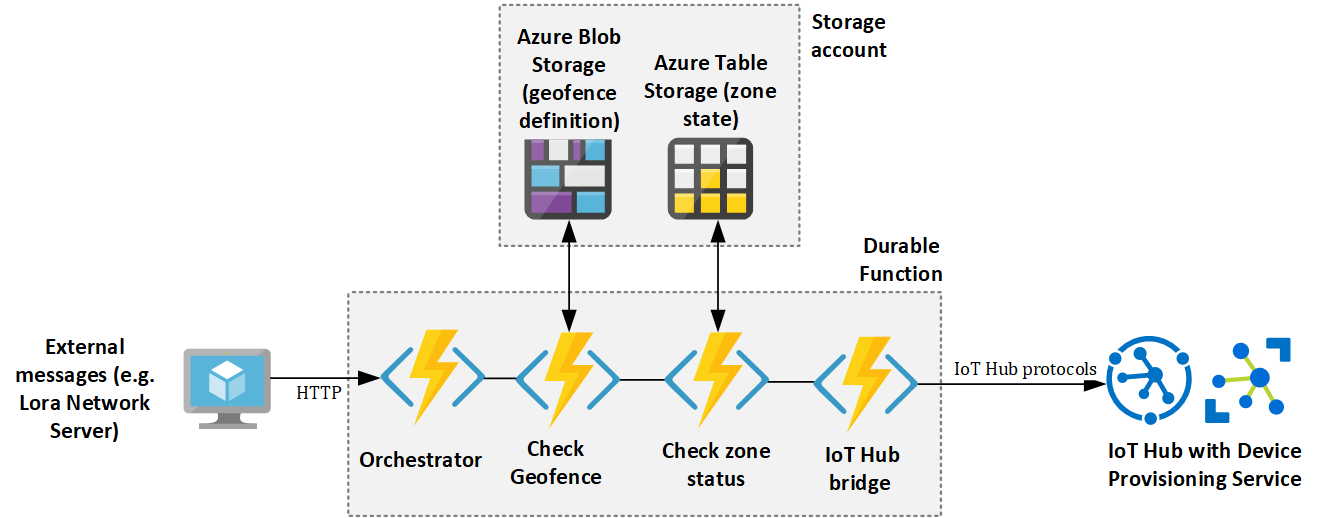 Storage
account
Azure Blob
Storage
(geofence
definition)
Azure Table
Storage (zone
state)
Durable
Function
External
messages (e.g.
Lora Network
Server)
HTTP
Orchestrator
Check
Geofence
Check zone
status
IoT Hub
bridge
IoT Hub protocols
IoT Hub with Device
Provisioning Service